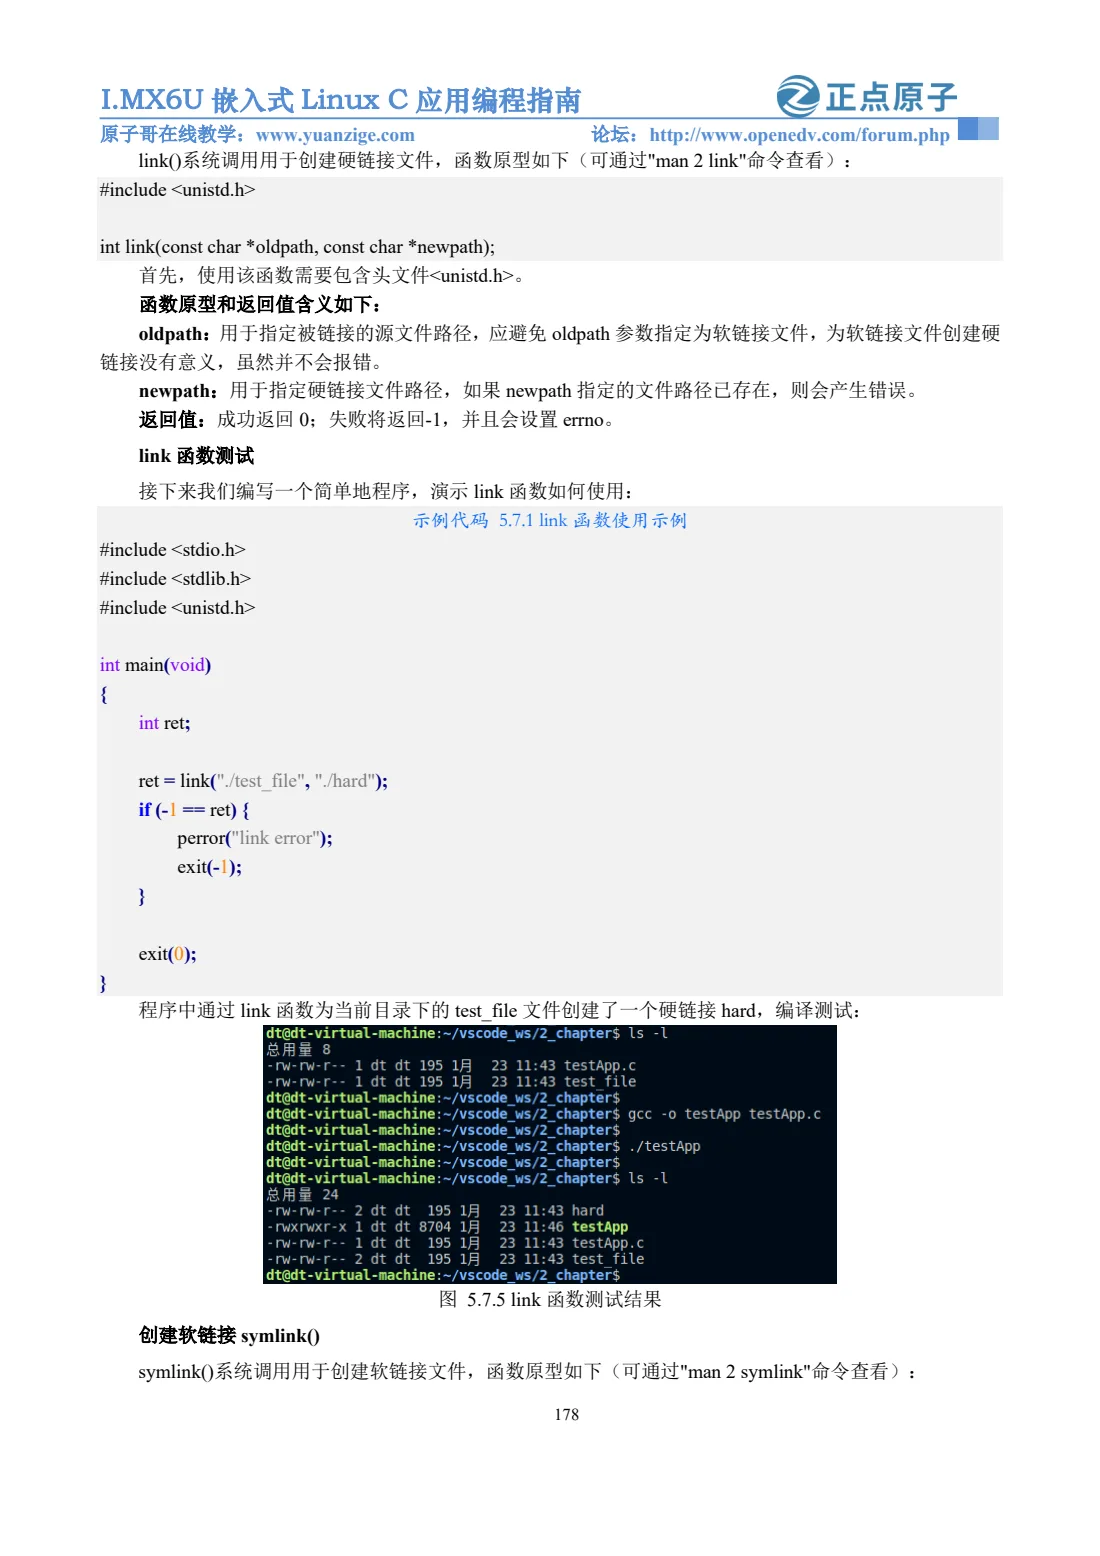 I.MX6U 嵌入式 Linux C 应用编程指南
正点原子
原子哥在线教学：www.yuanzige.com 论坛：http://www.openedv.com/forum.php
link()系统调用用于创建硬链接文件，函数原型如下（可通过"man 2 link"命令查看）：
#include <unistd.h>
int link(const char *oldpath, const char *newpath);
首先，使用该函数需要包含头文件<unistd.h>。
函数原型和返回值含义如下：
oldpath：用于指定被链接的源文件路径，应避免 oldpath 参数指定为软链接文件，为软链接文件创建硬
链接没有意义，虽然并不会报错。
newpath：用于指定硬链接文件路径，如果 newpath 指定的文件路径已存在，则会产生错误。
返回值：成功返回 0；失败将返回-1，并且会设置 errno。
link 函数测试
接下来我们编写一个简单地程序，演示 link 函数如何使用：
示例代码 5.7.1 link 函数使用示例
#include <stdio.h>
#include <stdlib.h>
#include <unistd.h>
int main(void)
{
int ret;
ret = link("./test_file", "./hard");
if (-1 == ret) {
perror("link error");
exit(-1);
}
exit(0);
}
程序中通过 link 函数为当前目录下的 test_file 文件创建了一个硬链接 hard，编译测试：
dt@dt-virtual-machine:~/vscode_ws/2_chapter$ ls -l
总用量 8
-rw-rw-r-- 1 dt dt 195 1月 23 11:43 testApp.c
-rw-rw-r-- 1 dt dt 195 1月 23 11:43 test_file
dt@dt-virtual-machine:~/vscode_ws/2_chapter$
dt@dt-virtual-machine:~/vscode_ws/2_chapter$ gcc -o testApp testApp.c
dt@dt-virtual-machine:~/vscode_ws/2_chapter$
dt@dt-virtual-machine:~/vscode_ws/2_chapter$ ./testApp
dt@dt-virtual-machine:~/vscode_ws/2_chapter$
dt@dt-virtual-machine:~/vscode_ws/2_chapter$ ls -l
总用量 24
-rw-rw-r-- 2 dt dt 195 1月 23 11:43 hard
-rwxrwxr-x 1 dt dt 8704 1月 23 11:46 testApp
-rw-rw-r-- 1 dt dt 195 1月 23 11:43 testApp.c
-rw-rw-r-- 2 dt dt 195 1月 23 11:43 test_file
dt@dt-virtual-machine:~/vscode_ws/2_chapter$
图 5.7.5 link 函数测试结果
创建软链接 symlink()
symlink()系统调用用于创建软链接文件，函数原型如下（可通过"man 2 symlink"命令查看）：
178